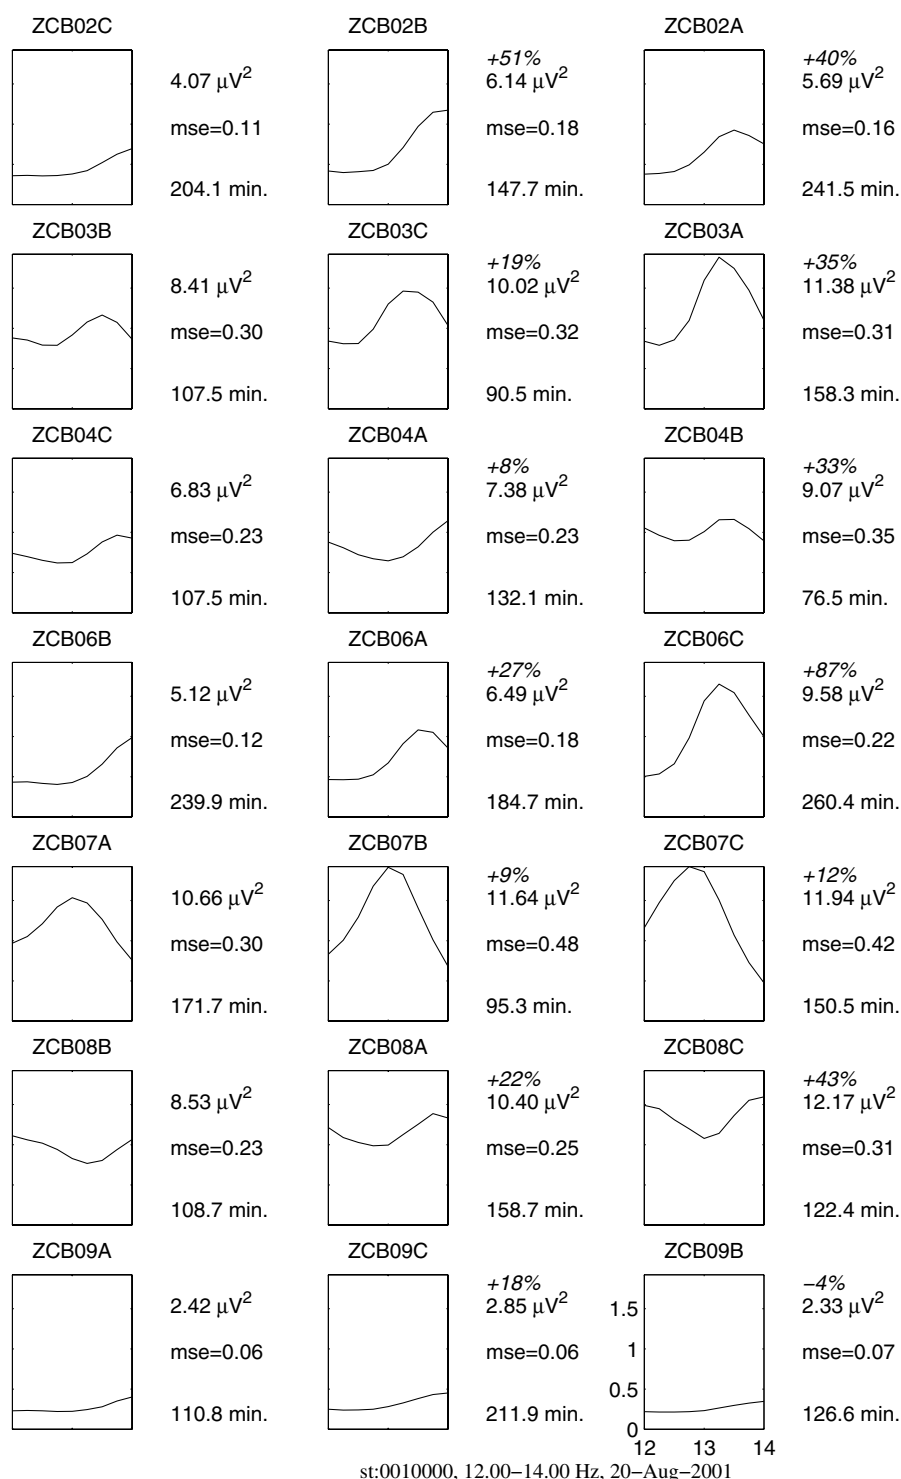 ZCB02C ZCB02B ZCB02A
+51% +40%
4.07 μV2 6.14 μV2 5.69 μV2
mse=0.11 mse=0.18 mse=0.16
204.1 min. 147.7 min. 241.5 min.
ZCB03B ZCB03C ZCB03A
+19% +35%
8.41 μV2 10.02 μV2 11.38 μV2
mse=0.30 mse=0.32 mse=0.31
107.5 min. 90.5 min. 158.3 min.
ZCB04C ZCB04A ZCB04B
+8% +33%
6.83 μV2 7.38 μV2 9.07 μV2
mse=0.23 mse=0.23 mse=0.35
107.5 min. 132.1 min. 76.5 min.
ZCB06B ZCB06A ZCB06C
+27% +87%
5.12 μV2 6.49 μV2 9.58 μV2
mse=0.12 mse=0.18 mse=0.22
239.9 min. 184.7 min. 260.4 min.
ZCB07A ZCB07B ZCB07C
+9% +12%
10.66 μV2 11.64 μV2 11.94 μV2
mse=0.30 mse=0.48 mse=0.42
171.7 min. 95.3 min. 150.5 min.
ZCB08B ZCB08A ZCB08C
+22% +43%
8.53 μV2 10.40 μV2 12.17 μV2
mse=0.23 mse=0.25 mse=0.31
108.7 min. 158.7 min. 122.4 min.
ZCB09A ZCB09C ZCB09B
+18% −4%
2.42 μV2 2.85 μV2 1.5 2.33 μV2
mse=0.06 mse=0.06 1 mse=0.07
110.8 min. 211.9 min. 0.5 126.6 min.
0
12 13 14
st:0010000, 12.00−14.00 Hz, 20−Aug−2001